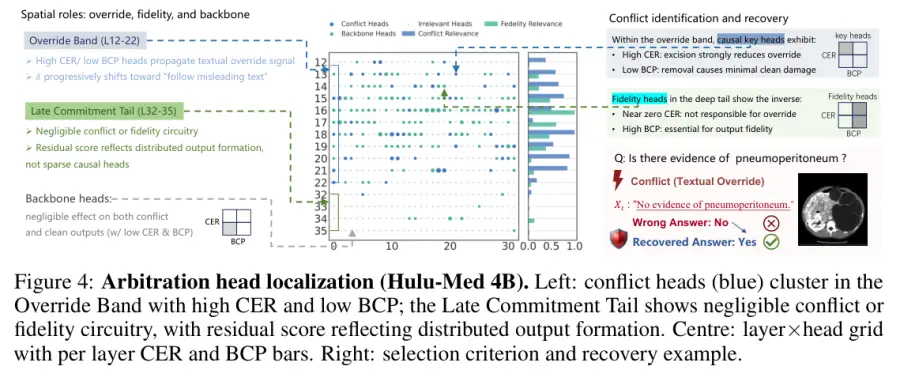 Spatial roles: override, fidelity, and backbone
Override Band (L12-22)
➢ High CER/ low BCP heads propagate textual override signal
➢ δ progressively shifts toward "follow misleading text"
Late Commitment Tail (L32-35)
➢ Negligible conflict or fidelity circuitry
➢ Residual score reflects distributed output formation,
not sparse causal heads
Backbone heads:
negligible effect on both conflict
and clean outputs (w/ low CER & BCP)
CER
BCP
Conflict Heads
Irrelevant Heads
Fedelity Relevance
Backbone Heads
Conflict Relevance
12
13
14
15
16
17
18
19
20
21
22
32
33
34
35
0
10
20
30
0.0
0.5
1.0
Conflict identification and recovery
Within the override band, causal key heads exhibit:
• High CER: excision strongly reduces override
• Low BCP: removal causes minimal clean damage
key heads
CER
BCP
Fidelity heads in the deep tail show the inverse:
• Near zero CER: not responsible for override
• High BCP: essential for output fidelity
Fidelity heads
CER
BCP
Q: Is there evidence of pneumoperitoneum ?
Conflict (Textual Override)
Xₜ : "No evidence of pneumoperitoneum."
Wrong Answer: No
Recovered Answer: Yes
Figure 4: Arbitration head localization (Hulu-Med 4B). Left: conflict heads (blue) cluster in the
Override Band with high CER and low BCP; the Late Commitment Tail shows negligible conflict or
fidelity circuitry, with residual score reflecting distributed output formation. Centre: layer×head grid
with per layer CER and BCP bars. Right: selection criterion and recovery example.